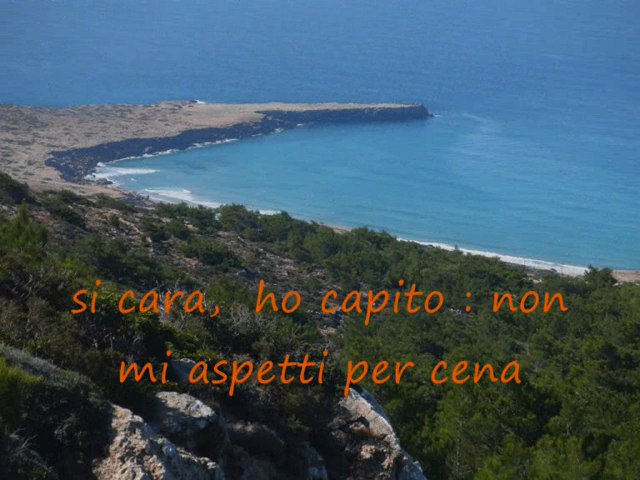 si cara, ho capito : non
mi aspetti per cena